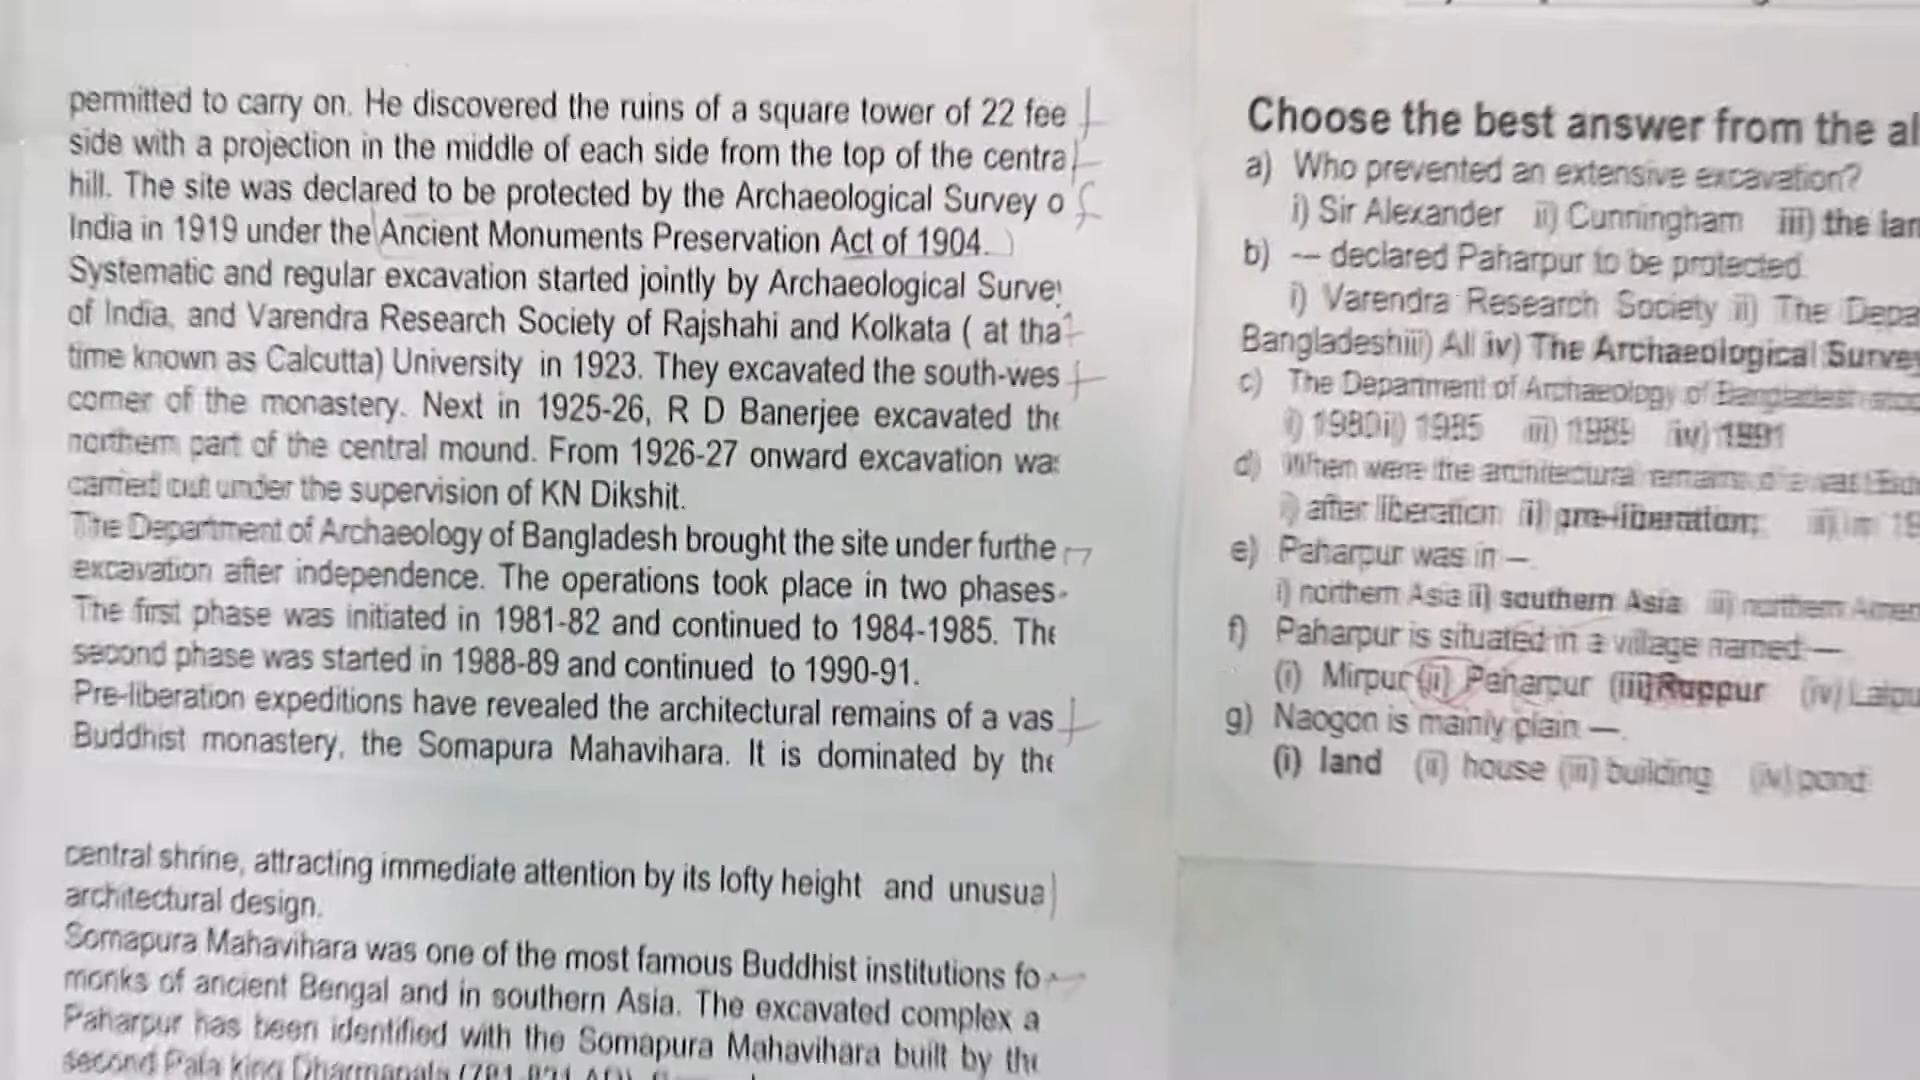 permitted to carry on. He discovered the ruins of a square tower of 22 fee t
side with a projection in the middle of each side from the top of the centra l
hill. The site was declared to be protected by the Archaeological Survey o f
India in 1919 under the (Ancient Monuments Preservation Act of 1904.)
Systematic and regular excavation started jointly by Archaeological Survey
of India, and Varendra Research Society of Rajshahi and Kolkata ( at tha t
time known as Calcutta) University in 1923. They excavated the south-wes t
corner of the monastery. Next in 1925-26, R D Banerjee excavated the
northern part of the central mound. From 1926-27 onward excavation was
carried out under the supervision of KN Dikshit.
The Department of Archaeology of Bangladesh brought the site under furthe r
excavation after independence. The operations took place in two phases-
The first phase was initiated in 1981-82 and continued to 1984-1985. The
second phase was started in 1988-89 and continued to 1990-91.
Pre-liberation expeditions have revealed the architectural remains of a vas t
Buddhist monastery, the Somapura Mahavihara. It is dominated by the
central shrine, attracting immediate attention by its lofty height and unusua l
architectural design.
Somapura Mahavihara was one of the most famous Buddhist institutions fo r
monks of ancient Bengal and in southern Asia. The excavated complex a
Paharpur has been identified with the Somapura Mahavihara built by the
second Pala king Dharmapala
Choose the best answer from the al
a) Who prevented an extensive excavation?
i) Sir Alexander ii) Cunningham iii) the lan
b) --- declared Paharpur to be protected.
i) Varendra Research Society ii) The Depa
Bangladeshiii) All iv) The Archaeological Survey
c) The Department of Archaeology of Bangladesh
i) 1980ii) 1985 iii) 1989 iv) 1991
d) When were the architectural remains of a vast
i) after liberation ii) pre-liberation; iii) in 19
e) Paharpur was in —.
i) northern Asia ii) southern Asia iii) northern Amer
f) Paharpur is situated in a village named —
(i) Mirpur (ii) Paharpur (iii) Ruppur (iv) Lalpu
g) Naogon is mainly plain —.
(i) land (ii) house (iii) building (iv) pond